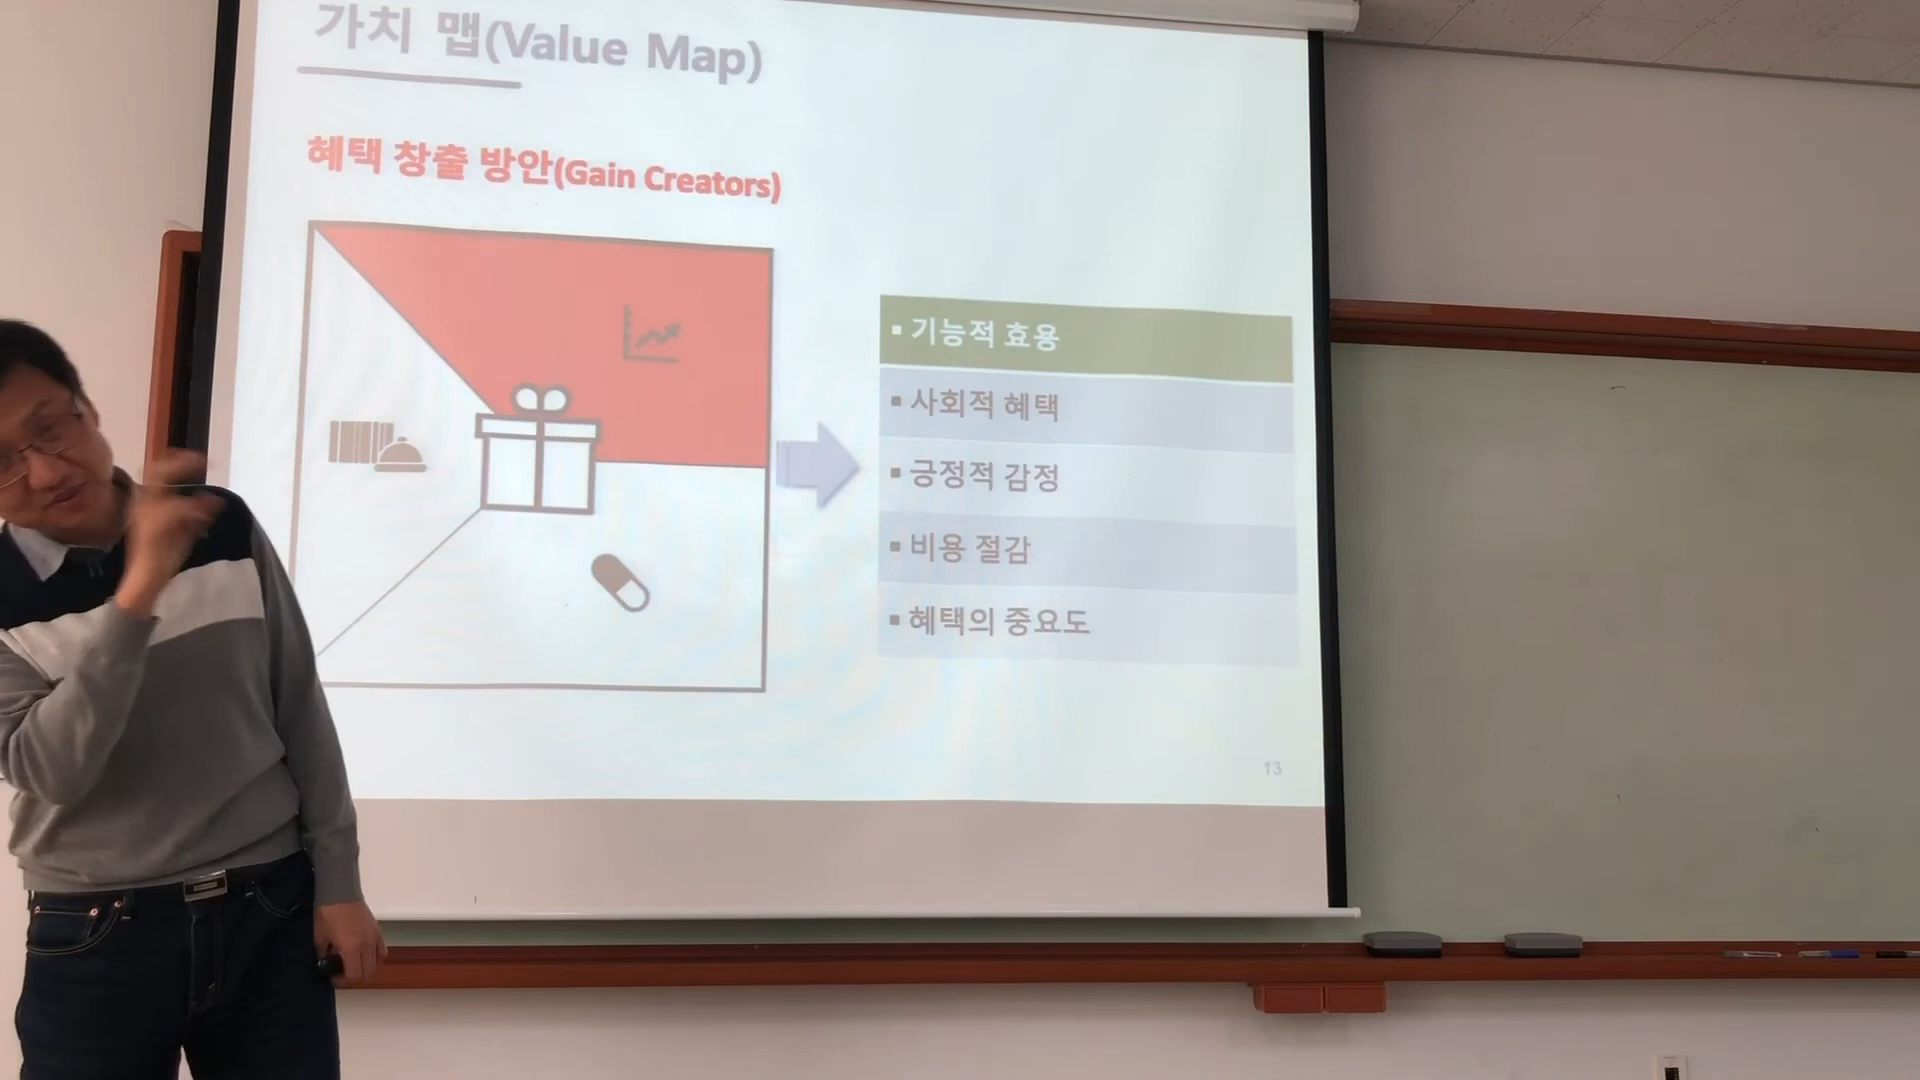 가치 맵(Value Map)
혜택 창출 방안(Gain Creators)
▪ 기능적 효용
▪ 사회적 혜택
▪ 긍정적 감정
▪ 비용 절감
▪ 혜택의 중요도
13